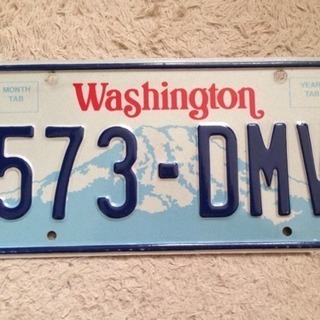 MONTH TAB Washington YEAR TAB
573-DMV